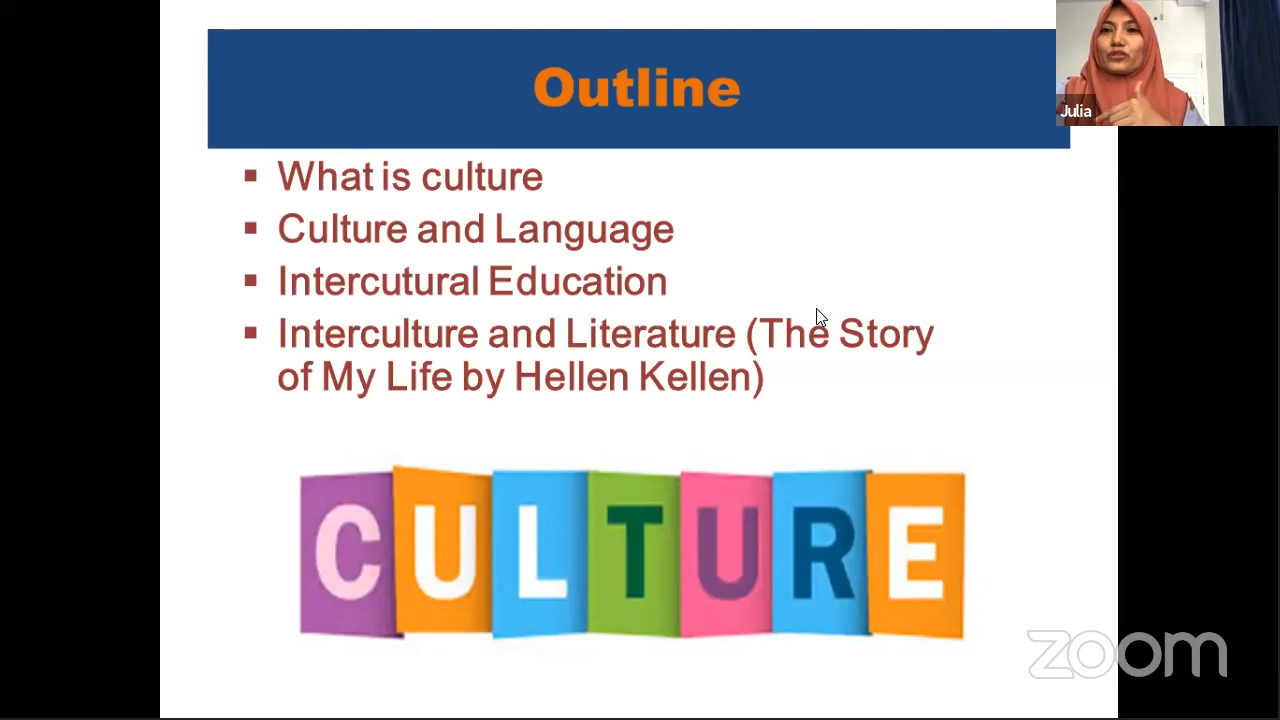 Outline
Julia
What is culture
Culture and Language
Intercutural Education
Interculture and Literature (The Story
of My Life by Hellen Kellen)
CULTURE
zoom